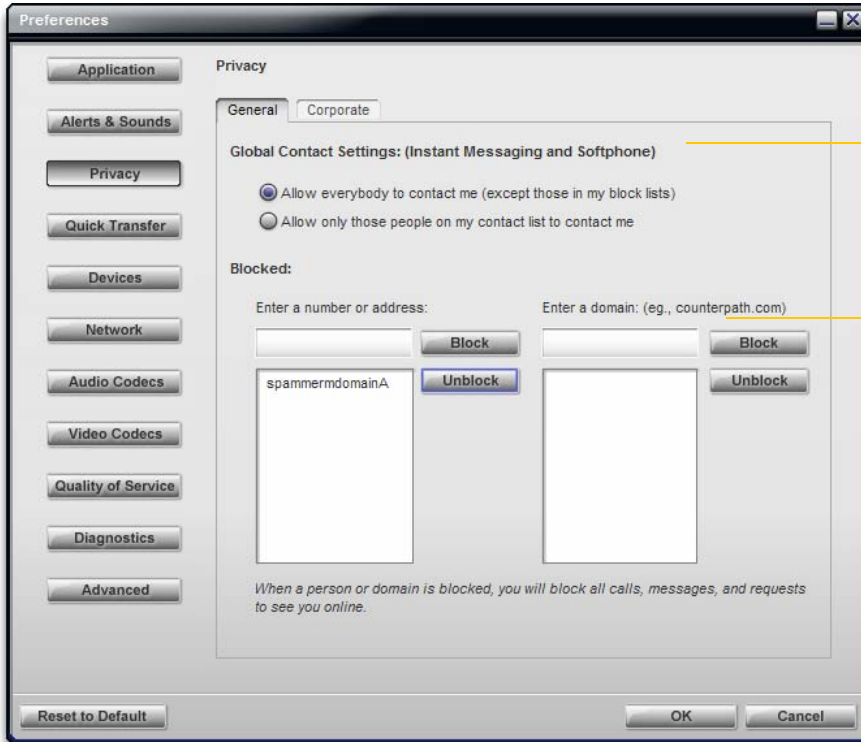 Preferences
Application
Alerts & Sounds
Privacy
Quick Transfer
Devices
Network
Audio Codecs
Video Codecs
Quality of Service
Diagnostics
Advanced
Privacy
General Corporate
Global Contact Settings: (Instant Messaging and Softphone)
Allow everybody to contact me (except those in my block lists)
Allow only those people on my contact list to contact me
Blocked:
Enter a number or address:
Block
spammermdomainA
Unblock
Enter a domain: (eg., counterpath.com)
Block
Unblock
When a person or domain is blocked, you will block all calls, messages, and requests
to see you online.
Reset to Default
OK
Cancel